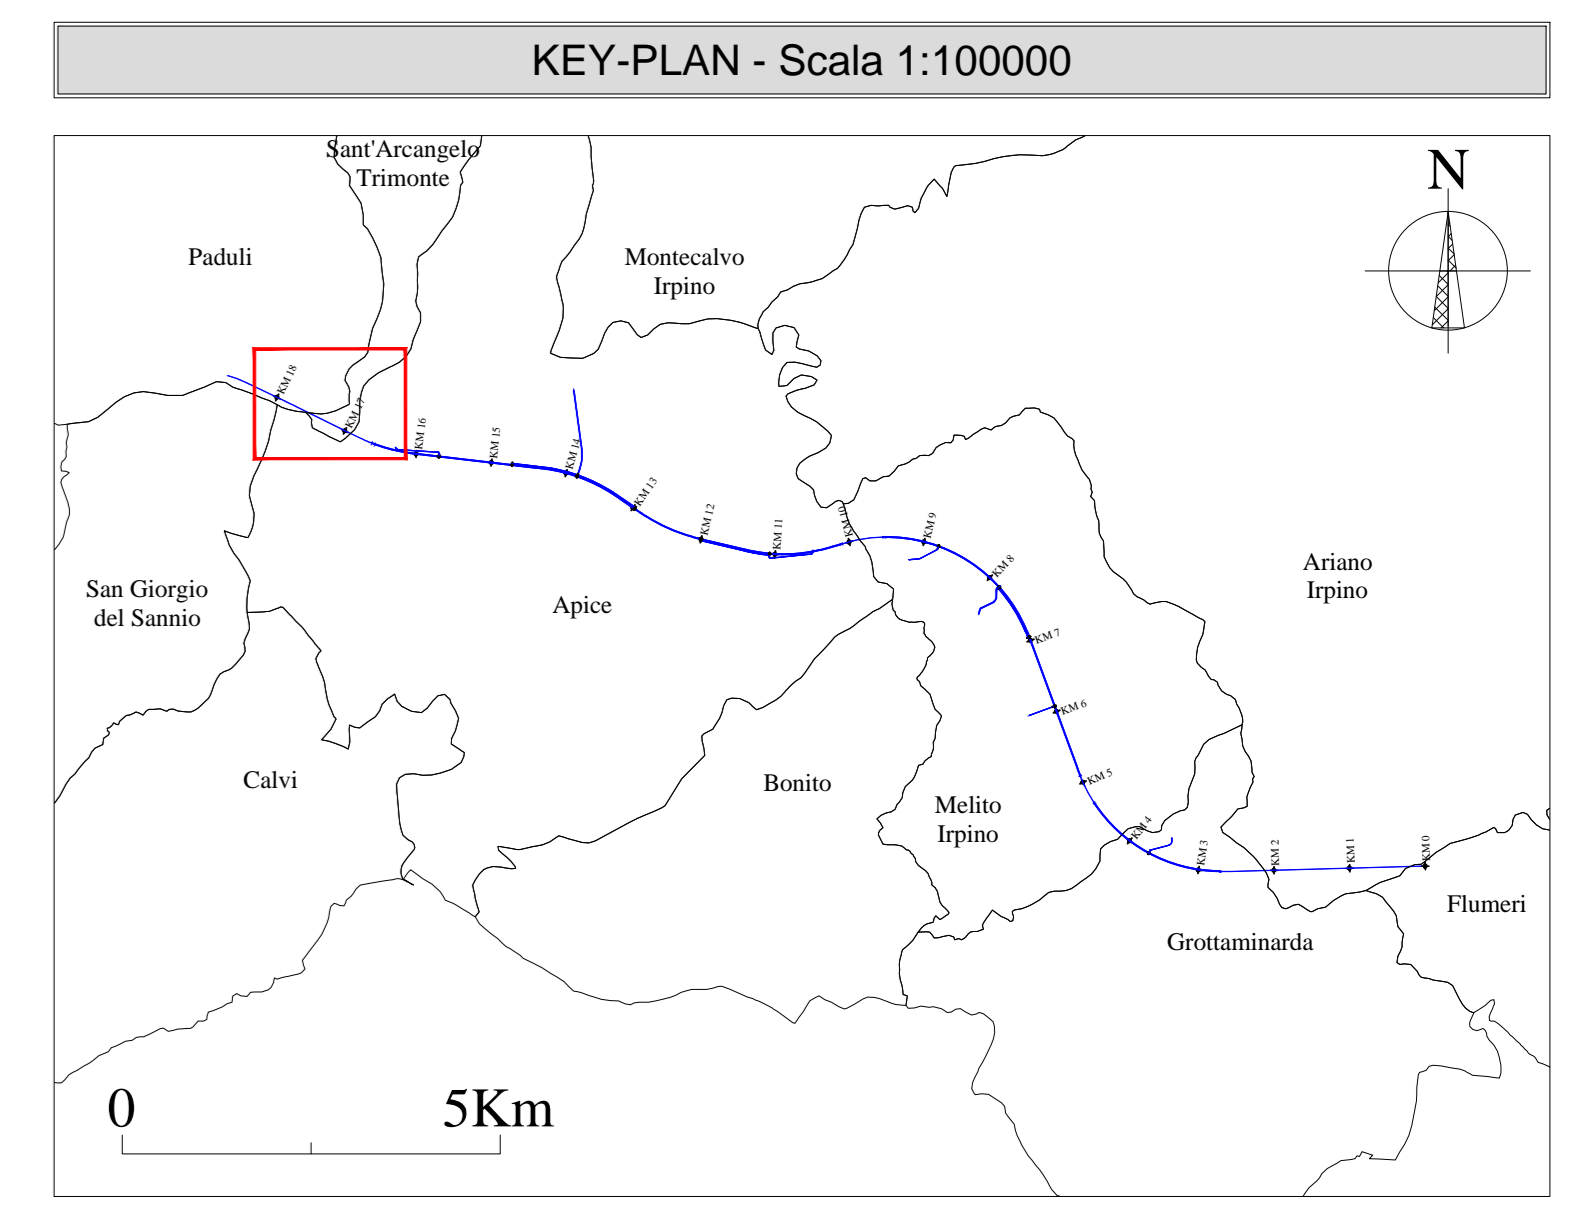 KEY-PLAN - Scala 1:100000
Sant'Arcangelo
Trimonte
N
Paduli
Montecalvo
Irpino
KM 18
KM 17
KM 16
KM 15
KM 14
KM 13
KM 12
KM 11
KM 10
KM 9
KM 8
KM 7
KM 6
KM 5
KM 4
KM 3
KM 2
KM 1
KM 0
Ariano
Irpino
San Giorgio
del Sannio
Apice
Calvi
Bonito
Melito
Irpino
Flumeri
Grottaminarda
0
5Km